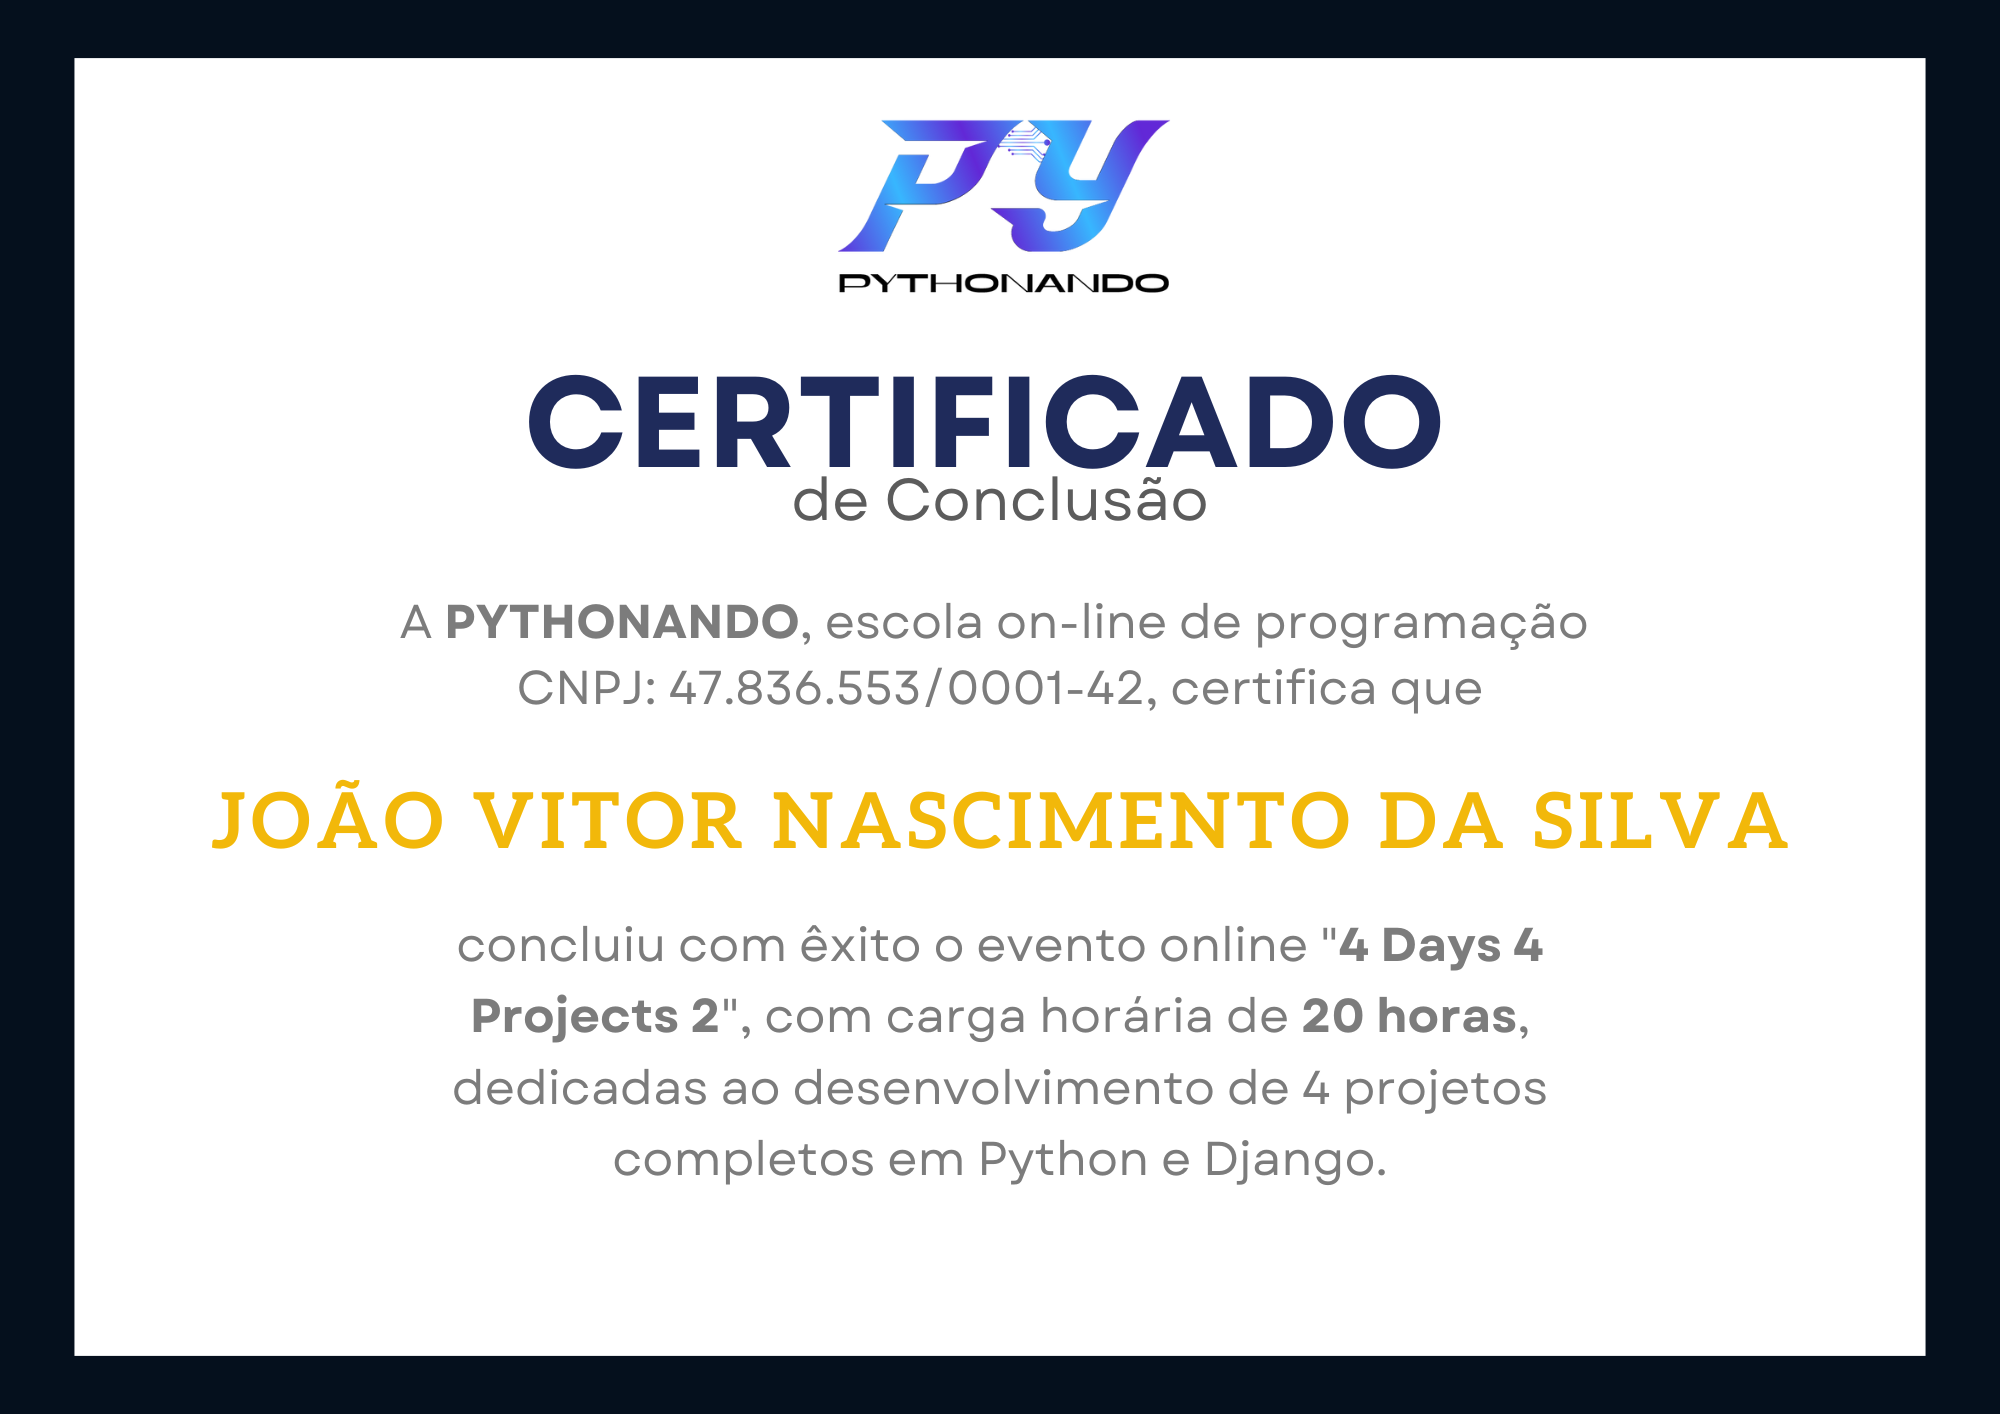 PY
PYTHONANDO
CERTIFICADO
de Conclusão
A PYTHONANDO, escola on-line de programação
CNPJ: 47.836.553/0001-42, certifica que
JOÃO VITOR NASCIMENTO DA SILVA
concluiu com êxito o evento online "4 Days 4
Projects 2", com carga horária de 20 horas,
dedicadas ao desenvolvimento de 4 projetos
completos em Python e Django.